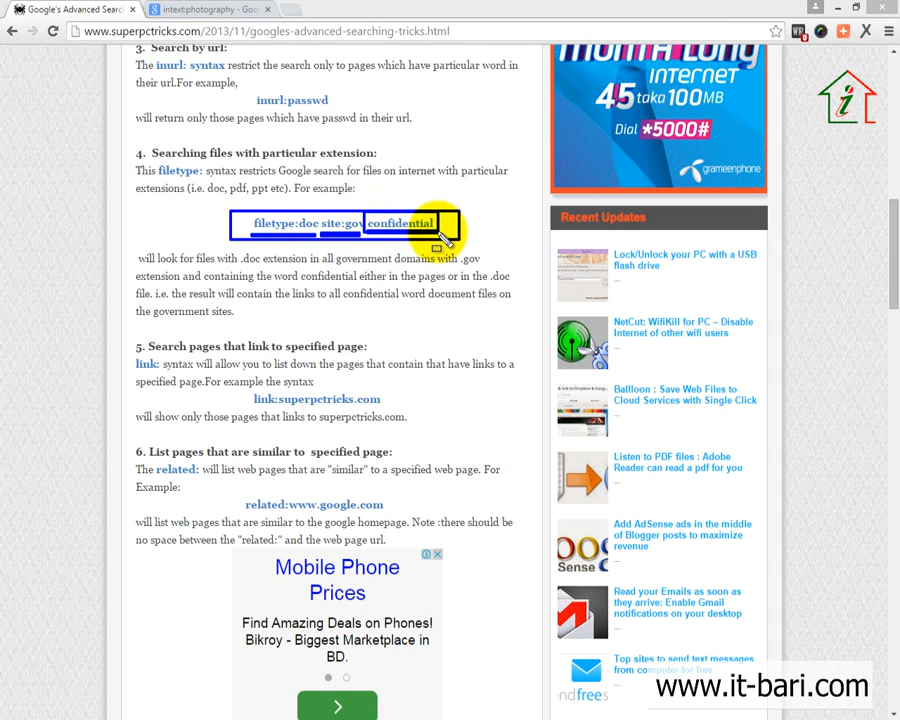 Google's Advanced Searc
intext:photography - Goo
www.superpctricks.com/2013/11/googles-advanced-searching-tricks.html
3. Search by url:
The inurl: syntax restrict the search only to pages which have particular word in
their url.For example,
inurl:passwd
will return only those pages which have passwd in their url.
4. Searching files with particular extension:
This filetype: syntax restricts Google search for files on internet with particular
extensions (i.e. doc, pdf, ppt etc). For example:
filetype:doc site:gov confidential
will look for files with .doc extension in all government domains with .gov
extension and containing the word confidential either in the pages or in the .doc
file. i.e. the result will contain the links to all confidential word document files on
the government sites.
5. Search pages that link to specified page:
link: syntax will allow you to list down the pages that contain that have links to a
specified page.For example the syntax
link:superpctricks.com
will show only those pages that links to superpctricks.com.
6. List pages that are similar to specified page:
The related: will list web pages that are "similar" to a specified web page. For
Example:
related:www.google.com
will list web pages that are similar to the google homepage. Note :there should be
no space between the "related:" and the web page url.
Mobile Phone
Prices
Find Amazing Deals on Phones!
Bikroy - Biggest Marketplace in
BD.
MONTH LONG
INTERNET
45 taka 100MB
Dial *5000#
grameenphone
i
Recent Updates
Lock/Unlock your PC with a USB
flash drive
...
NetCut: WifiKill for PC – Disable
Internet of other wifi users
...
Ballloon : Save Web Files to
Cloud Services with Single Click
...
Listen to PDF files : Adobe
Reader can read a pdf for you
...
Add AdSense ads in the middle
of Blogger posts to maximize
revenue
...
Read your Emails as soon as
they arrive: Enable Gmail
notifications on your desktop
...
Top sites to send text messages
from computer for free
www.it-bari.com